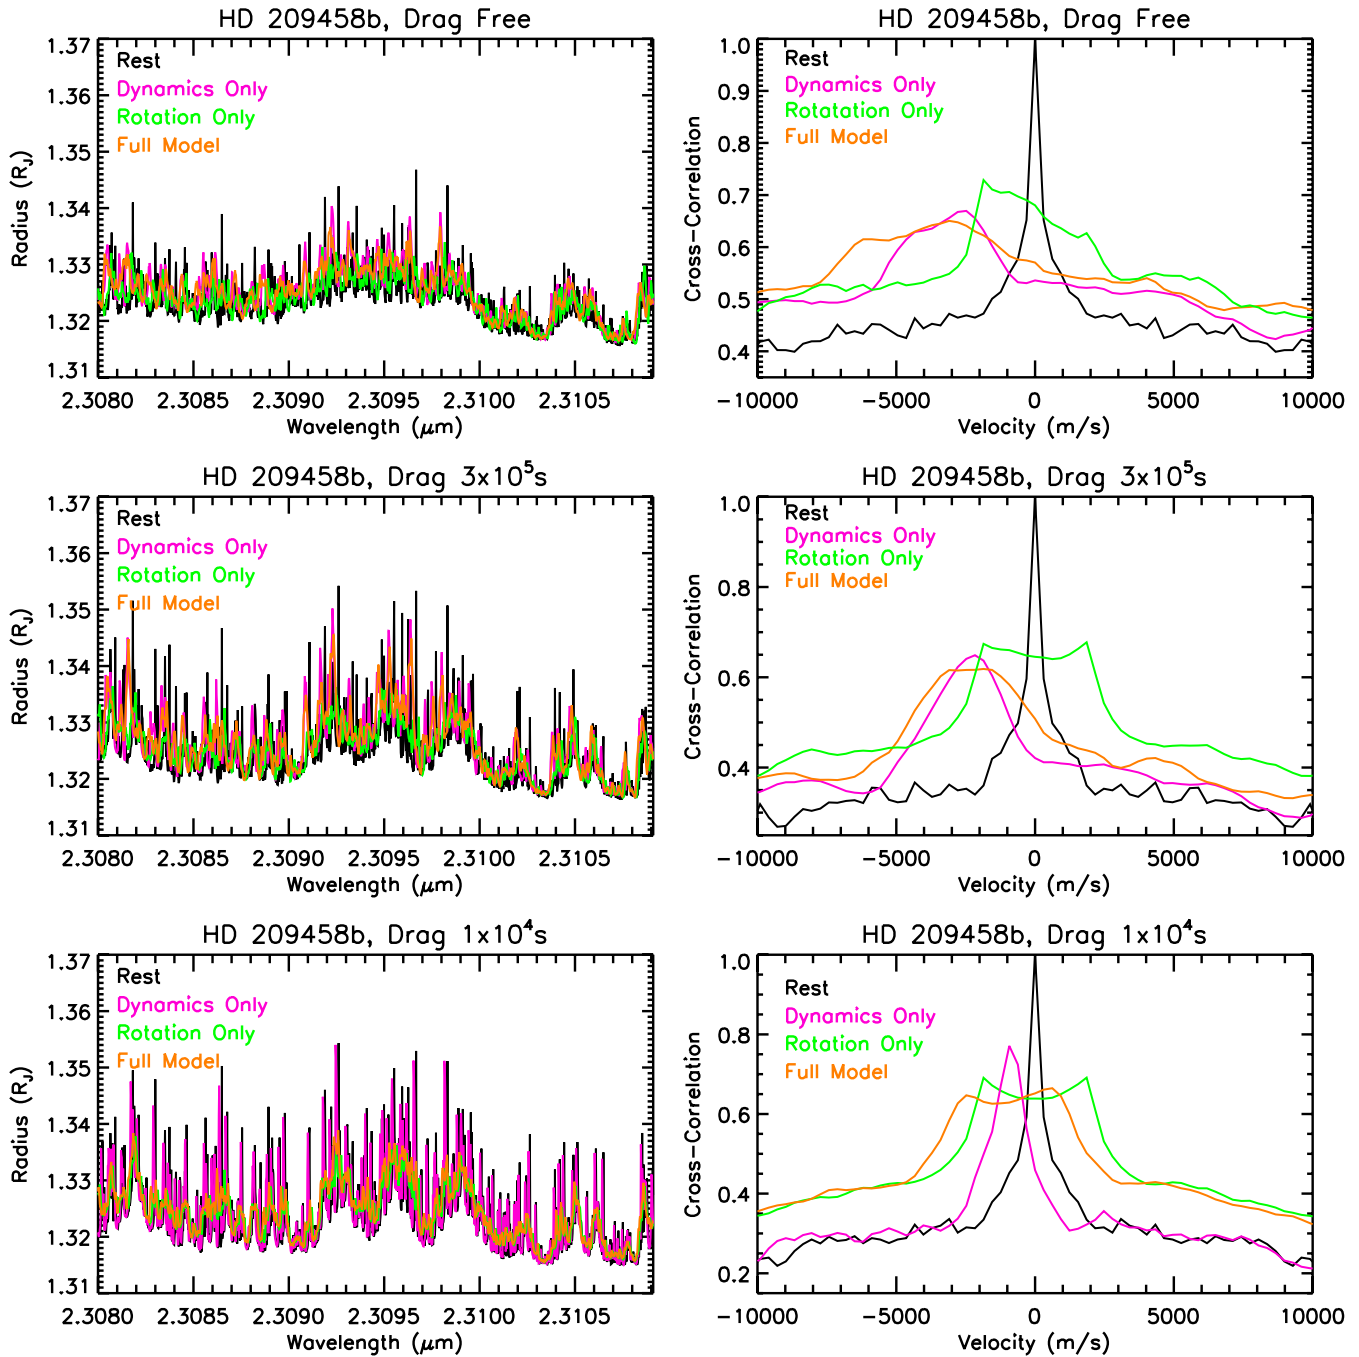 HD 209458b, Drag Free
1.37
1.36
1.35
1.34
1.33
1.32
1.31
Radius (RJ)
Rest
Dynamics Only
Rotation Only
Full Model
2.3080 2.3085 2.3090 2.3095 2.3100 2.3105
Wavelength (μm)
HD 209458b, Drag Free
1.0
0.9
0.8
0.7
0.6
0.5
0.4
Cross-Correlation
Rest
Dynamics Only
Rotatation Only
Full Model
-10000 -5000 0 5000 10000
Velocity (m/s)
HD 209458b, Drag 3x10⁵s
1.37
1.36
1.35
1.34
1.33
1.32
1.31
Radius (RJ)
Rest
Dynamics Only
Rotation Only
Full Model
2.3080 2.3085 2.3090 2.3095 2.3100 2.3105
Wavelength (μm)
HD 209458b, Drag 3x10⁵s
1.0
0.8
0.6
0.4
Cross-Correlation
Rest
Dynamics Only
Rotation Only
Full Model
-10000 -5000 0 5000 10000
Velocity (m/s)
HD 209458b, Drag 1x10⁴s
1.37
1.36
1.35
1.34
1.33
1.32
1.31
Radius (RJ)
Rest
Dynamics Only
Rotation Only
Full Model
2.3080 2.3085 2.3090 2.3095 2.3100 2.3105
Wavelength (μm)
HD 209458b, Drag 1x10⁴s
1.0
0.8
0.6
0.4
0.2
Cross-Correlation
Rest
Dynamics Only
Rotation Only
Full Model
-10000 -5000 0 5000 10000
Velocity (m/s)